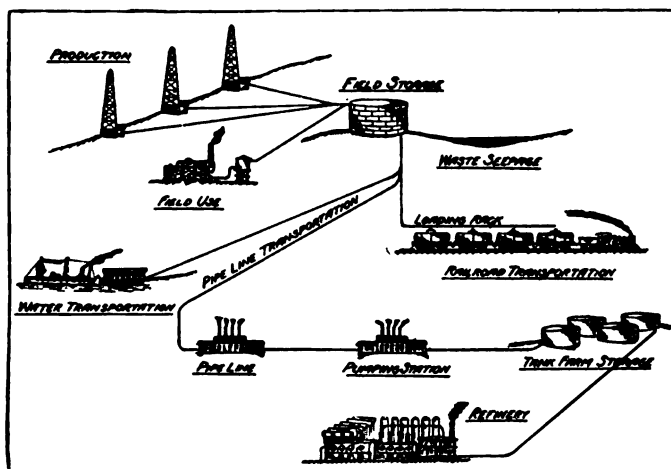 PRODUCTION
FIELD STORAGE
WASTE SEEPAGE
FIELD USE
LOADING RACK
PIPE LINE TRANSPORTATION
RAILROAD TRANSPORTATION
WATER TRANSPORTATION
PIPE LINE
PUMPING STATION
TANK FARM STORAGE
REFINERY